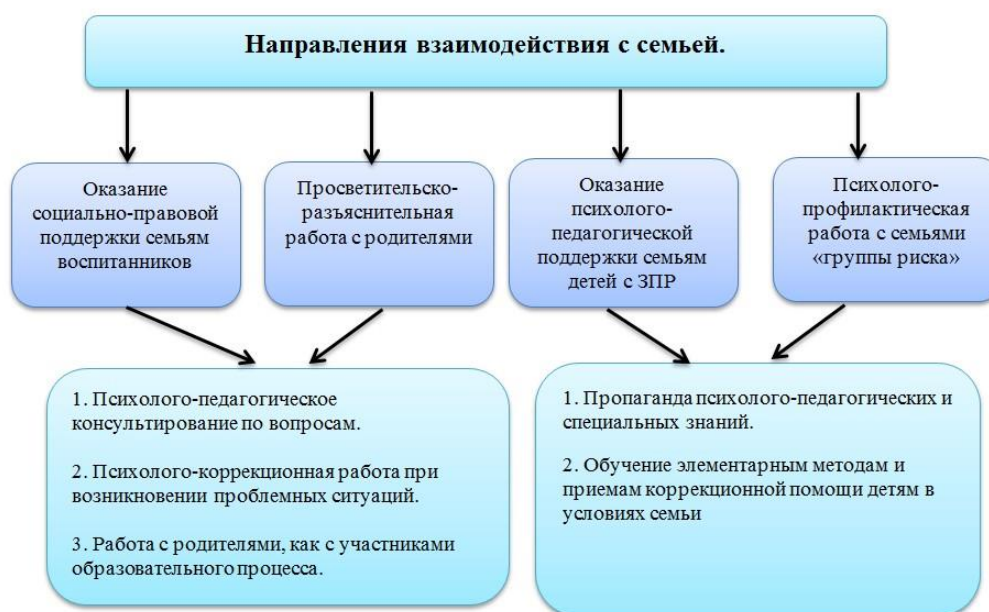 Направления взаимодействия с семьей.
Оказание
социально-правовой
поддержки семьям
воспитанников
Просветительско-
разъяснительная
работа с родителями
Оказание
психолого-
педагогической
поддержки семьям
детей с ЗПР
Психолого-
профилактическая
работа с семьями
«группы риска»
1. Психолого-педагогическое
консультирование по вопросам.
2. Психолого-коррекционная работа при
возникновении проблемных ситуаций.
3. Работа с родителями, как с участниками
образовательного процесса.
1. Пропаганда психолого-педагогических и
специальных знаний.
2. Обучение элементарным методам и
приемам коррекционной помощи детям в
условиях семьи